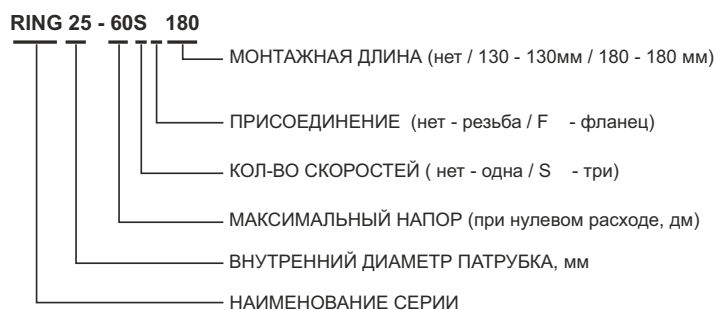 RING 25 - 60S 180
МОНТАЖНАЯ ДЛИНА (нет / 130 - 130мм / 180 - 180 мм)
ПРИСОЕДИНЕНИЕ (нет - резьба / F - фланец)
КОЛ-ВО СКОРОСТЕЙ ( нет - одна / S - три)
МАКСИМАЛЬНЫЙ НАПОР (при нулевом расходе, дм)
ВНУТРЕННИЙ ДИАМЕТР ПАТРУБКА, мм
НАИМЕНОВАНИЕ СЕРИИ